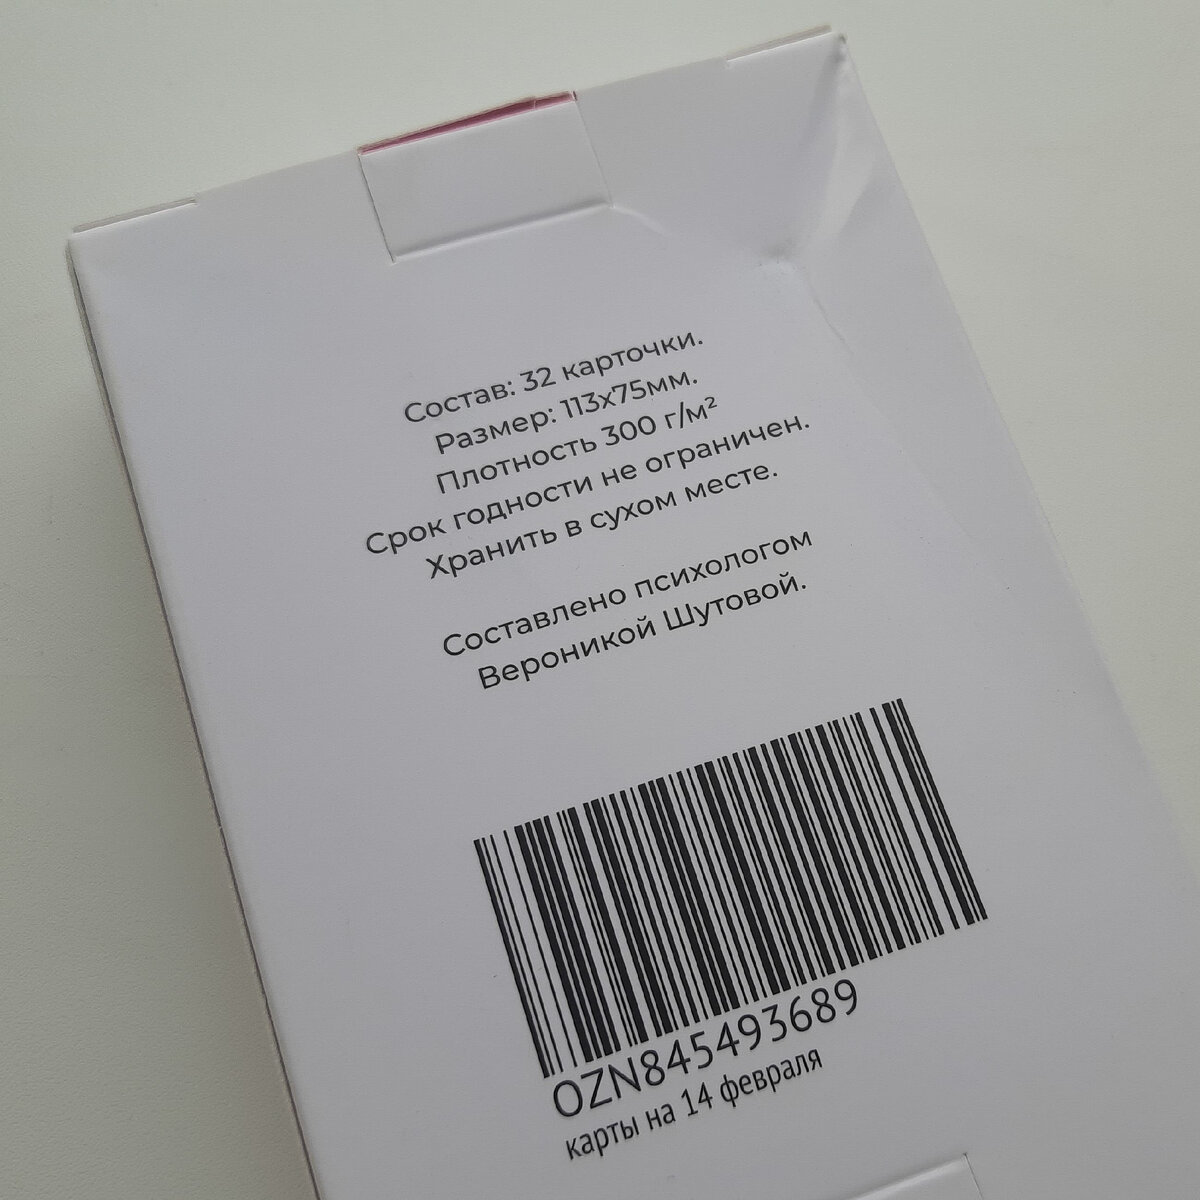 Состав: 32 карточки.
Размер: 113х75мм.
Плотность 300 г/м²
Срок годности не ограничен.
Хранить в сухом месте.
Составлено психологом
Вероникой Шутовой.
OZN845493689
карты на 14 февраля